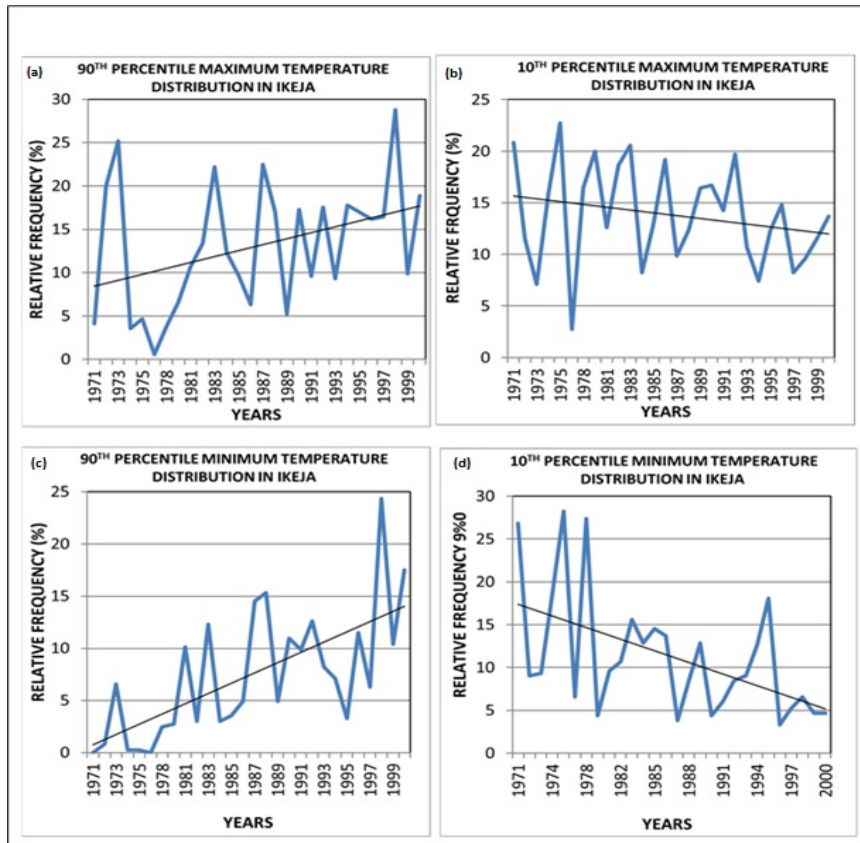 (a)
90TH PERCENTILE MAXIMUM TEMPERATURE
DISTRIBUTION IN IKEJA
RELATIVE FREQUENCY (%)
30
25
20
15
10
5
0
1971 1973 1975 1978 1981 1983 1985 1987 1989 1991 1993 1995 1997 1999
YEARS
(b)
10TH PERCENTILE MAXIMUM TEMPERATURE
DISTRIBUTION IN IKEJA
RELATIVE FRQUENCY (%)
25
20
15
10
5
0
1971 1973 1975 1978 1981 1983 1985 1987 1989 1991 1993 1995 1997 1999
YEARS
(c)
90TH PERCENTILE MINIMUM TEMPERATURE
DISTRIBUTION IN IKEJA
RELATIVE FREQUENCY (%)
25
20
15
10
5
0
1971 1973 1975 1978 1981 1983 1985 1987 1989 1991 1993 1995 1997 1999
YEARS
(d)
10TH PERCENTILE MINIMUM TEMPERATURE
DISTRIBUTION IN IKEJA
RELATIVE FREQUENCY 9%0
30
25
20
15
10
5
0
1971 1974 1978 1982 1985 1988 1991 1994 1997 2000
YEARS